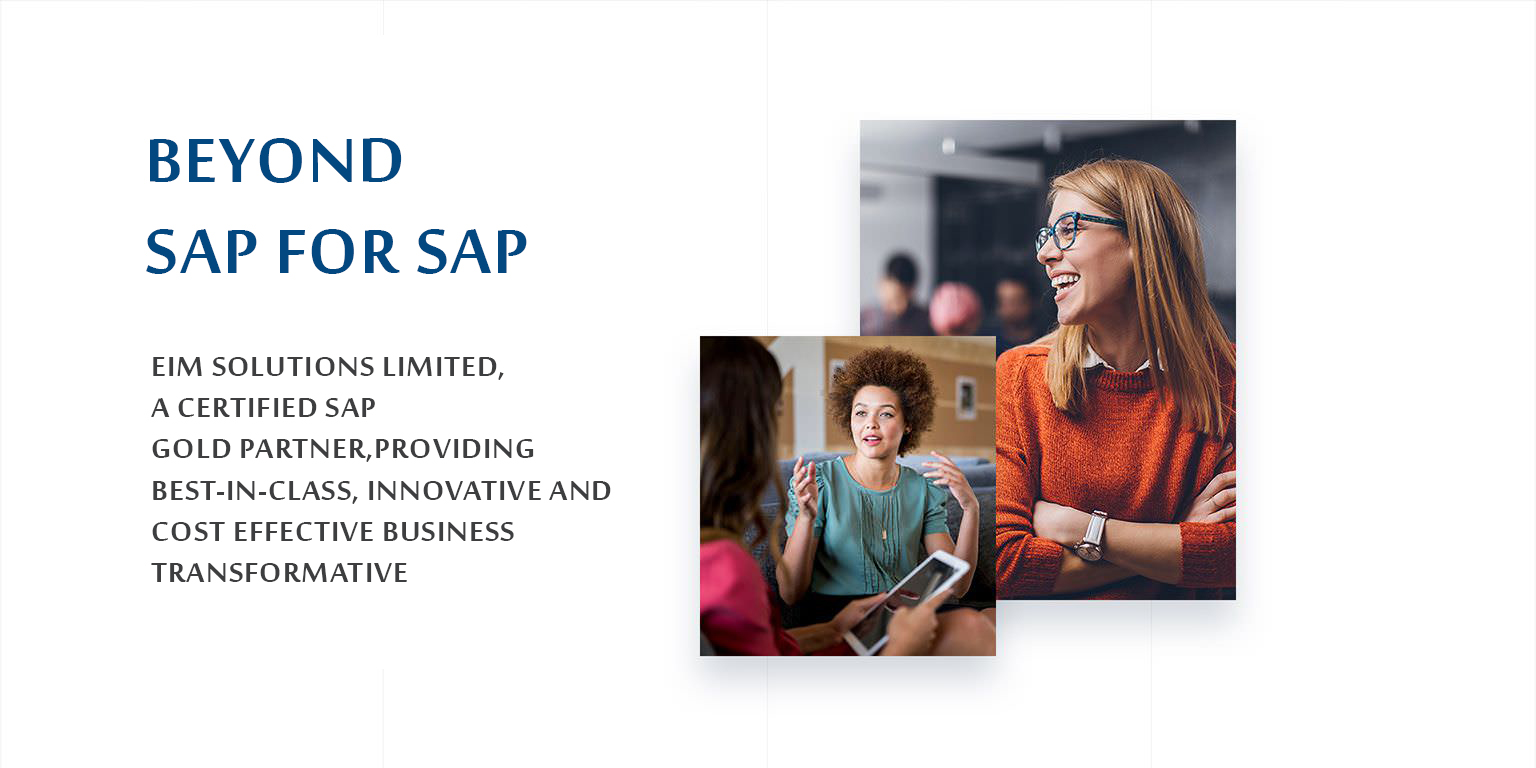 BEYOND
SAP FOR SAP
EIM SOLUTIONS LIMITED,
A CERTIFIED SAP
GOLD PARTNER,PROVIDING
BEST-IN-CLASS, INNOVATIVE AND
COST EFFECTIVE BUSINESS
TRANSFORMATIVE